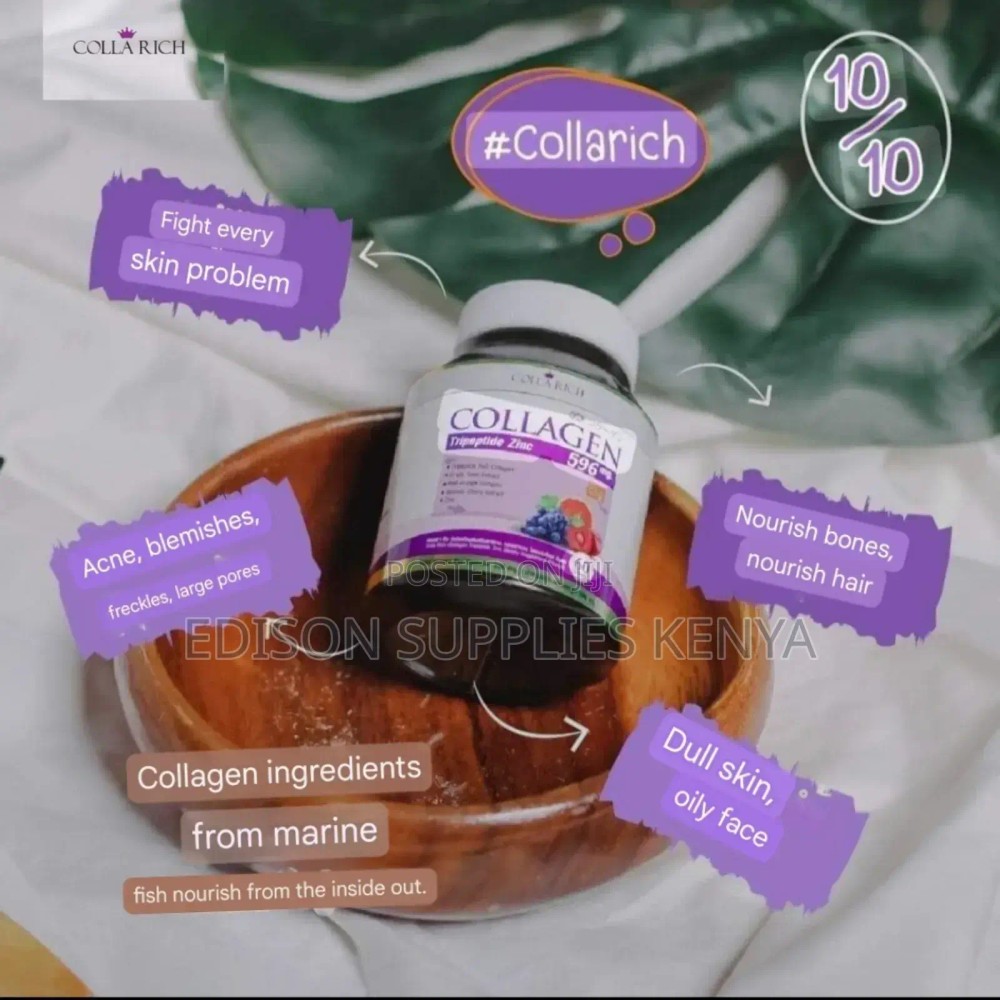 COLLA RICH
10/10
#Collarich
Fight every
skin problem
COLLA RICH
COLLAGEN
Tripeptide Zinc
596 mg
Acne, blemishes,
freckles, large pores
Nourish bones,
nourish hair
POSTED ON JIJI
EDISON SUPPLIES KENYA
Dull skin,
oily face
Collagen ingredients
from marine
fish nourish from the inside out.